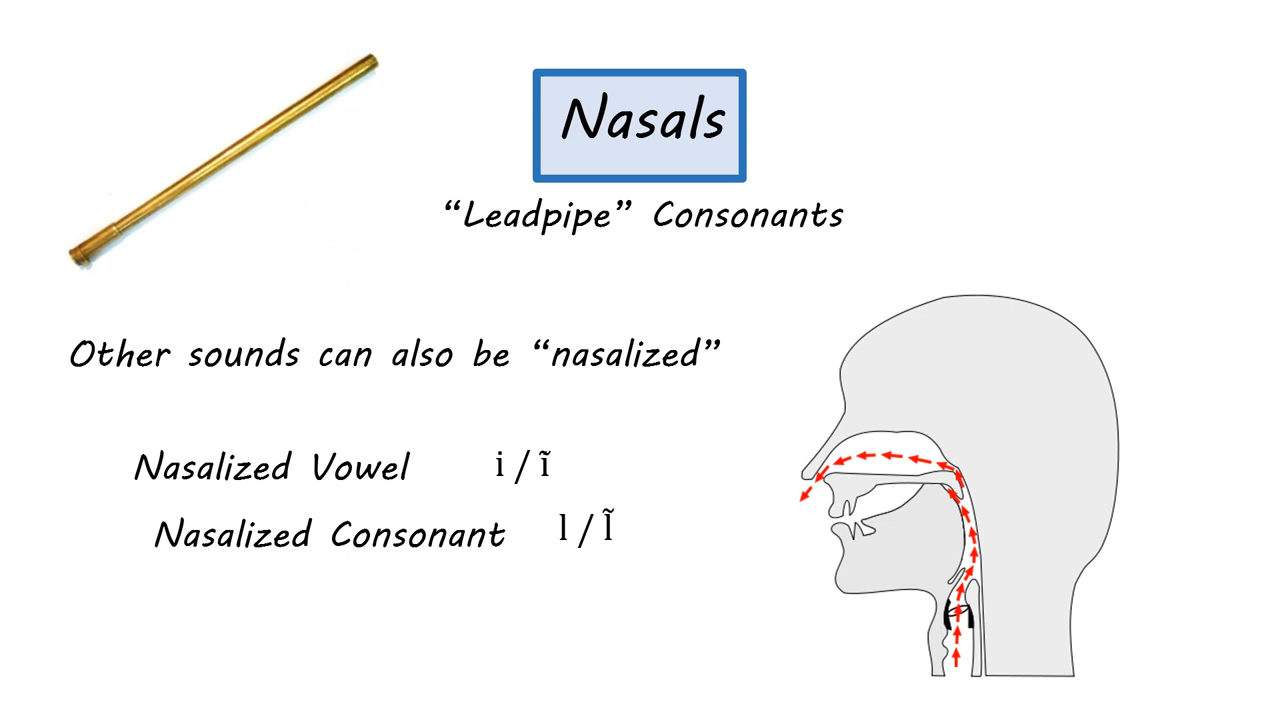 Nasals
“Leadpipe” Consonants
Other sounds can also be “nasalized”
Nasalized Vowel i / ĩ
Nasalized Consonant l / l̃